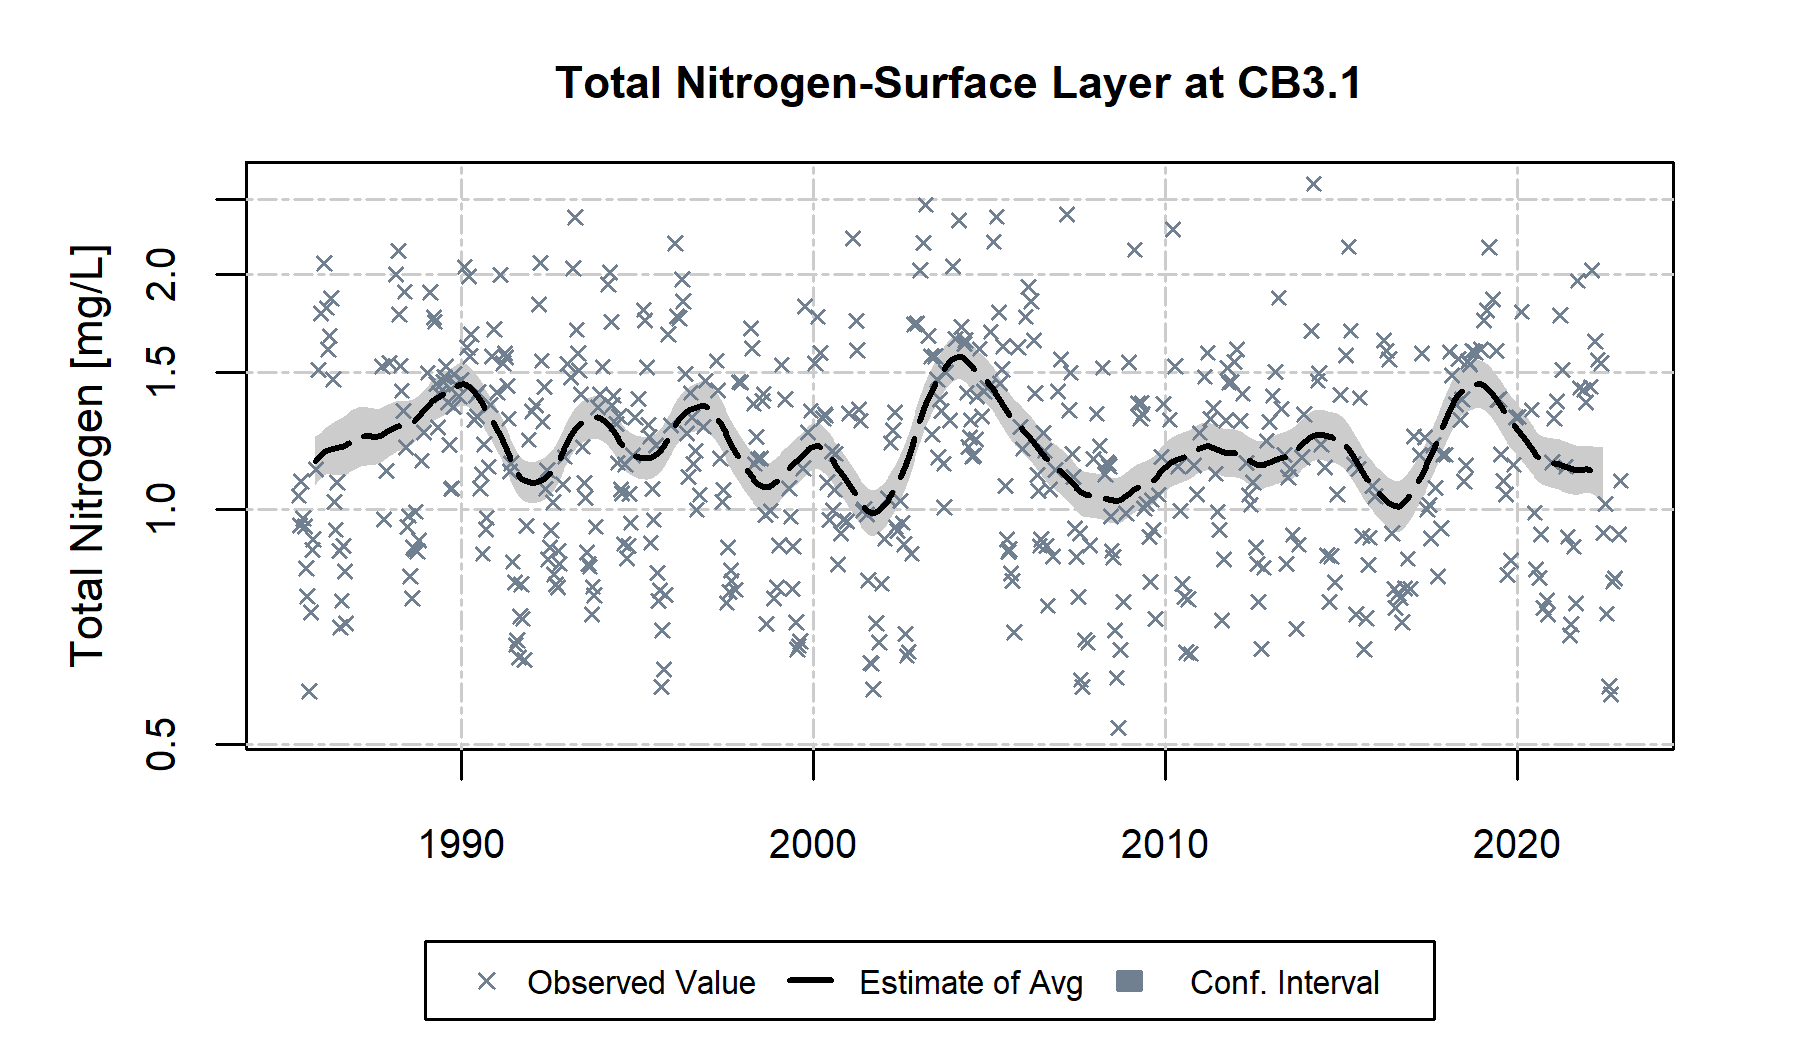 Total Nitrogen-Surface Layer at CB3.1
Total Nitrogen [mg/L]
2.0
1.5
1.0
0.5
1990 2000 2010 2020
Observed Value Estimate of Avg Conf. Interval